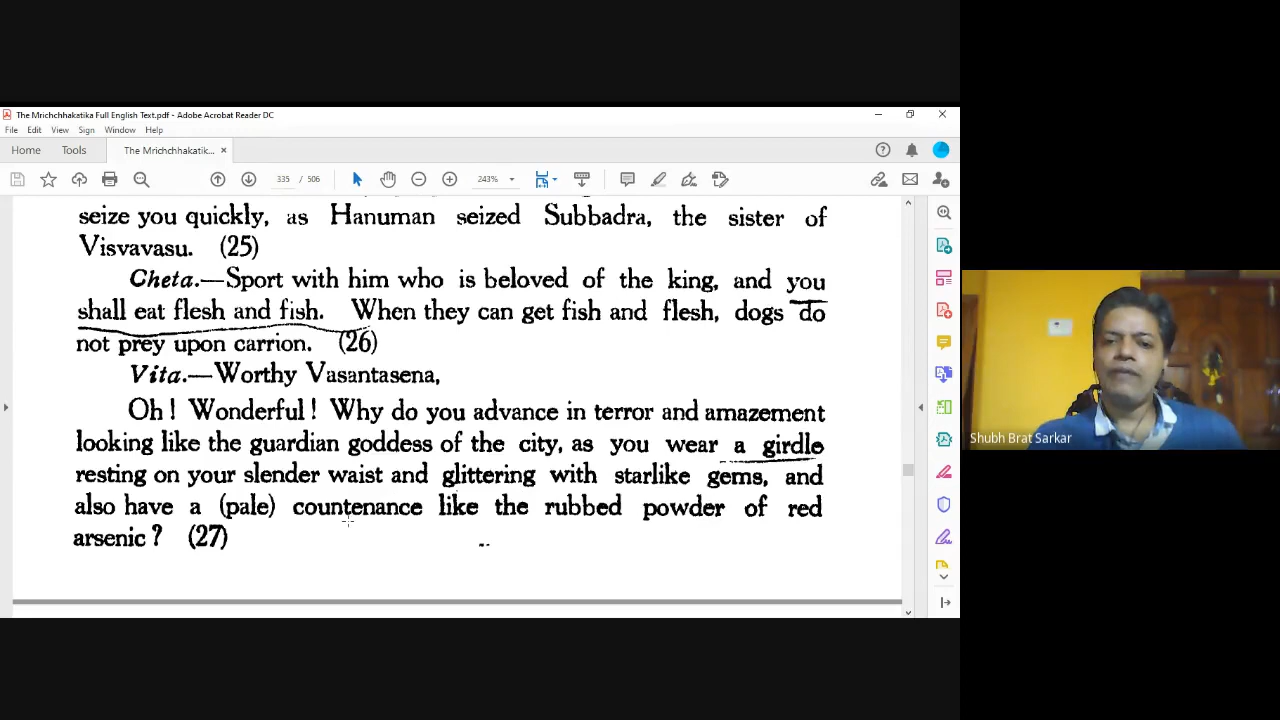 The Mrichchhakatika Full English Text.pdf - Adobe Acrobat Reader DC
File Edit View Sign Window Help
Home Tools The Mrichchhakatik... ×
335 / 506 243%
seize you quickly, as Hanuman seized Subbadra, the sister of
Visvavasu. (25)
Cheta.—Sport with him who is beloved of the king, and you
shall eat flesh and fish. When they can get fish and flesh, dogs do
not prey upon carrion. (26)
Vita.—Worthy Vasantasena,
Oh! Wonderful! Why do you advance in terror and amazement
looking like the guardian goddess of the city, as you wear a girdle
resting on your slender waist and glittering with starlike gems, and
also have a (pale) countenance like the rubbed powder of red
arsenic? (27)
Shubh Brat Sarkar